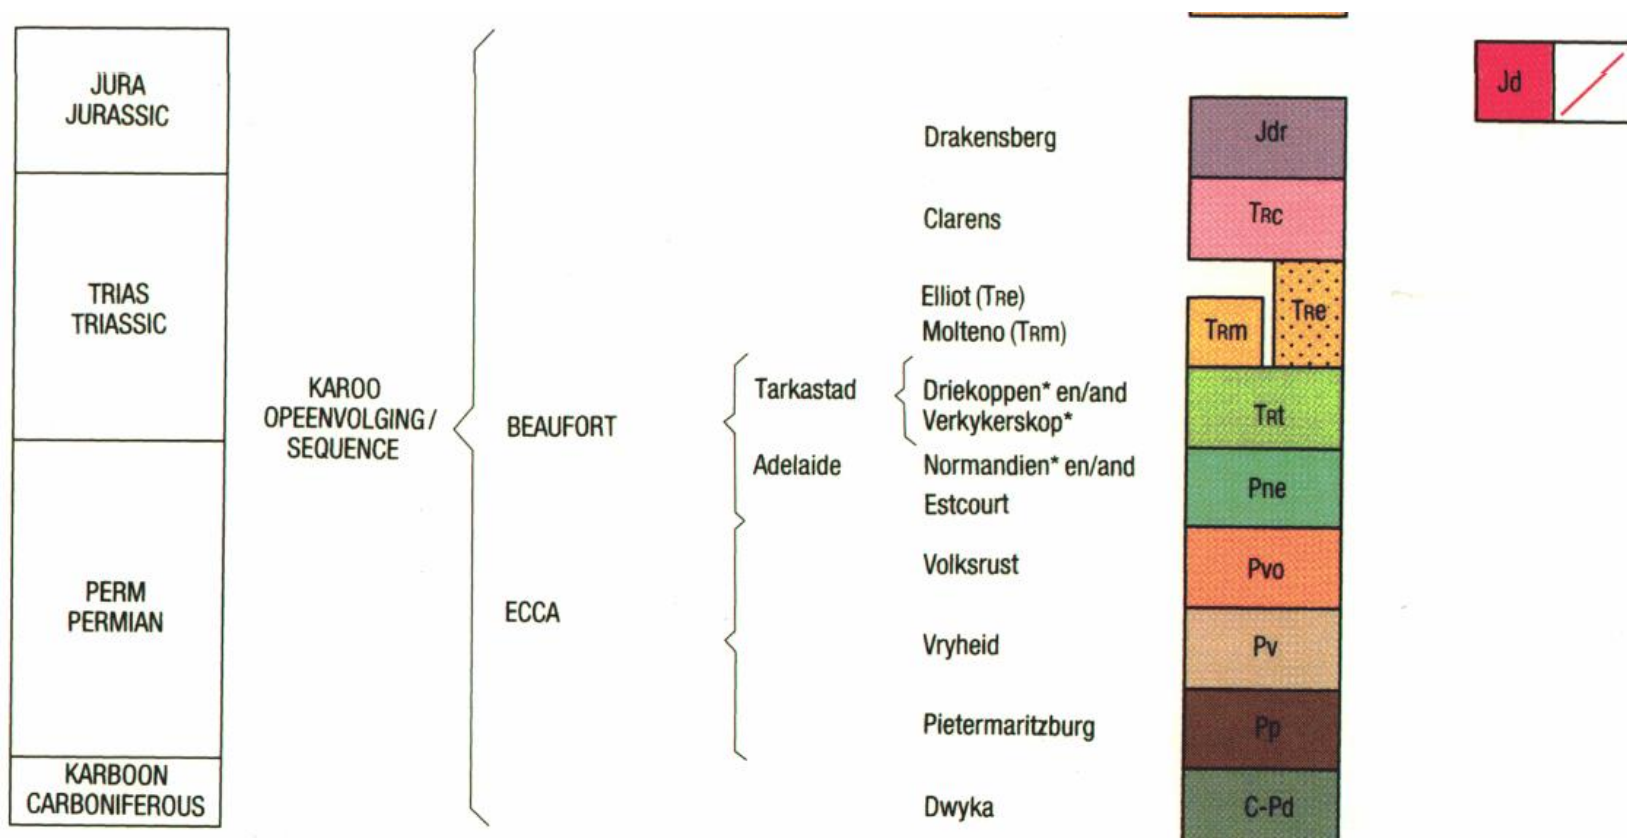 JURA
JURASSIC
TRIAS
TRIASSIC
PERM
PERMIAN
KARBOON
CARBONIFEROUS
KAROO
OPEENVOLGING/
SEQUENCE
BEAUFORT
ECCA
Tarkastad
Adelaide
Drakensberg
Clarens
Elliot (TRe)
Molteno (TRm)
Driekoppen* en/and
Verkykerskop*
Normandien* en/and
Estcourt
Volksrust
Vryheid
Pietermaritzburg
Dwyka
Jdr
TRc
TRm
TRe
TRt
Pne
Pvo
Pv
Pp
C-Pd
Jd